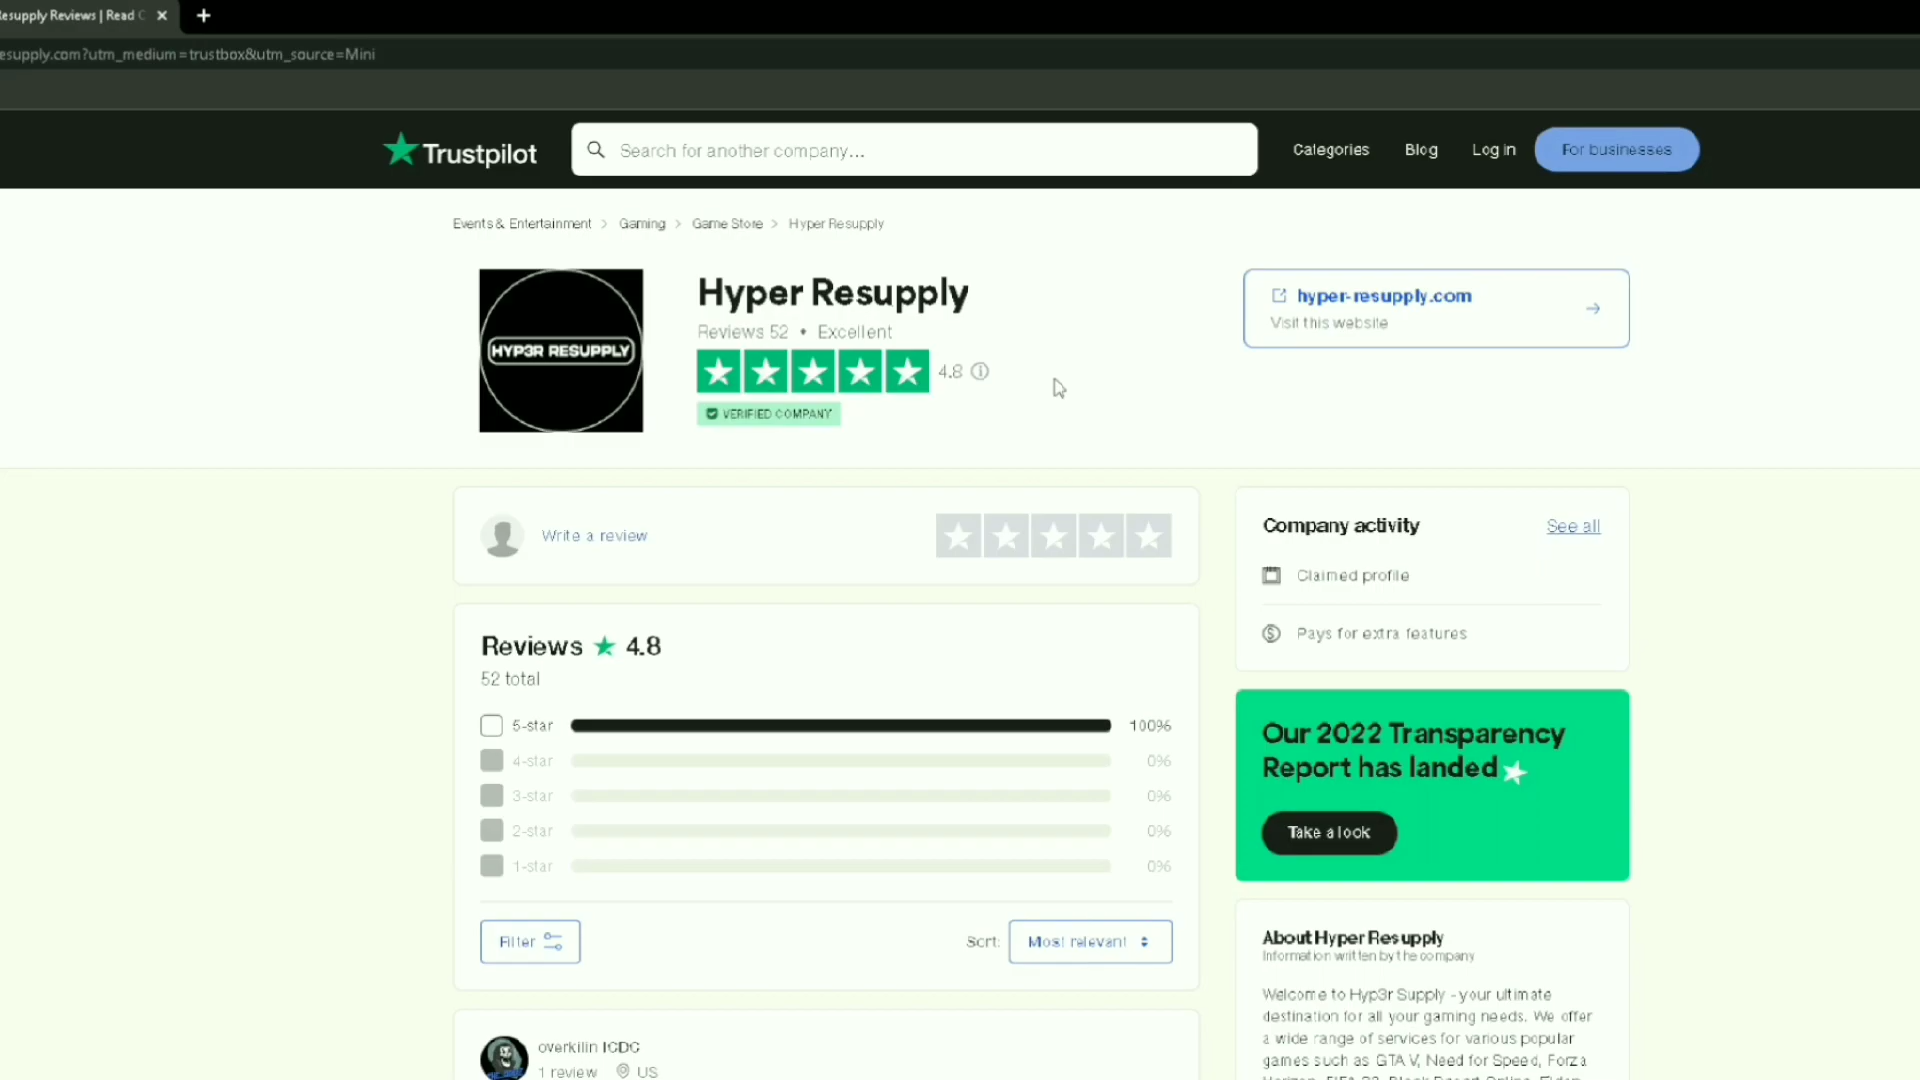 esupply Reviews | Read C
esupply.com?utm_medium=trustbox&utm_source=Mini
Trustpilot
Search for another company...
Categories
Blog
Log in
For businesses
Events & Entertainment > Gaming > Game Store > Hyper Resupply
HYP3R RESUPPLY
Hyper Resupply
Reviews 52 • Excellent
4.8
VERIFIED COMPANY
hyper-resupply.com
Visit this website
Write a review
Company activity
See all
Claimed profile
Pays for extra features
Reviews ★ 4.8
52 total
5-star 100%
4-star 0%
3-star 0%
2-star 0%
1-star 0%
Filter
Sort:
Most relevant
Our 2022 Transparency
Report has landed
Take a look
About Hyper Resupply
Information written by the company
Welcome to Hyp3r Supply - your ultimate
destination for all your gaming needs. We offer
a wide range of services for various popular
games such as GTA V, Need for Speed, Forza
overkilin ICDC
1 review
US